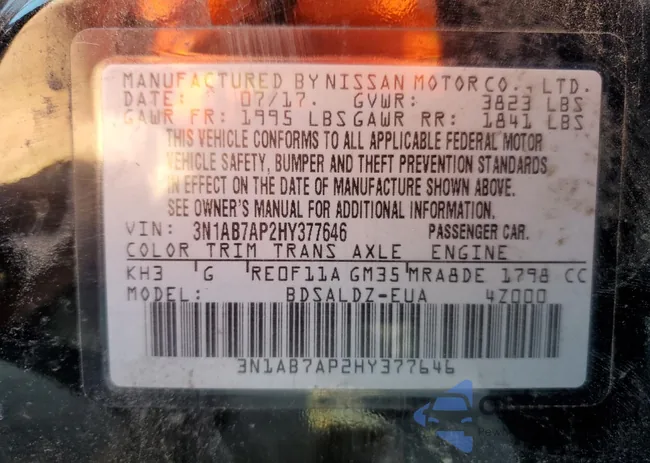 MANUFACTURED BY NISSAN MOTOR CO., LTD.
DATE: 07/17. GVWR: 3823 LBS
GAWR FR: 1995 LBS GAWR RR: 1841 LBS
THIS VEHICLE CONFORMS TO ALL APPLICABLE FEDERAL MOTOR
VEHICLE SAFETY, BUMPER AND THEFT PREVENTION STANDARDS
IN EFFECT ON THE DATE OF MANUFACTURE SHOWN ABOVE.
SEE OWNER'S MANUAL FOR ADDITIONAL INFORMATION.
VIN: 3N1AB7AP2HY377646 PASSENGER CAR.
COLOR TRIM TRANS AXLE ENGINE
KH3 G RE0F11A GM35 MRA8DE 1798 CC
MODEL: BDSALDZ-EUA 4Z000
3N1AB7AP2HY377646